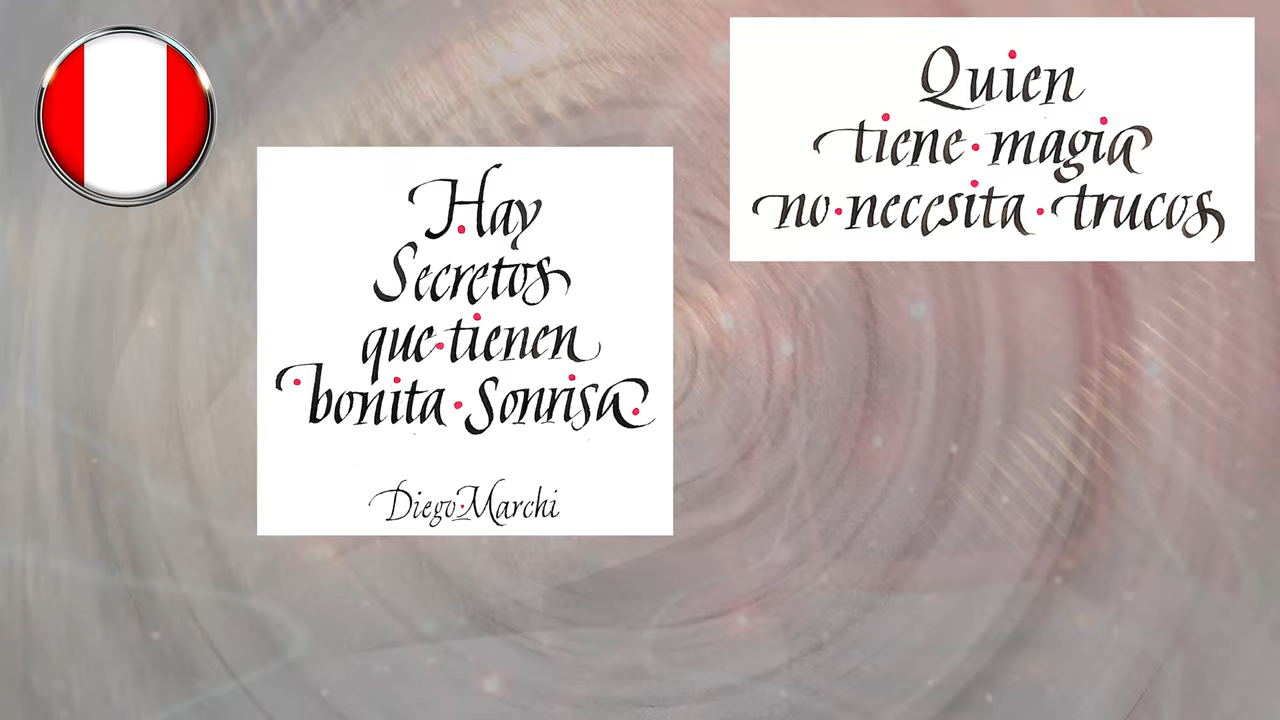 Hay
Secretos
que tienen
bonita Sonrisa
Diego Marchi
Quien
tiene magia
no necesita trucos